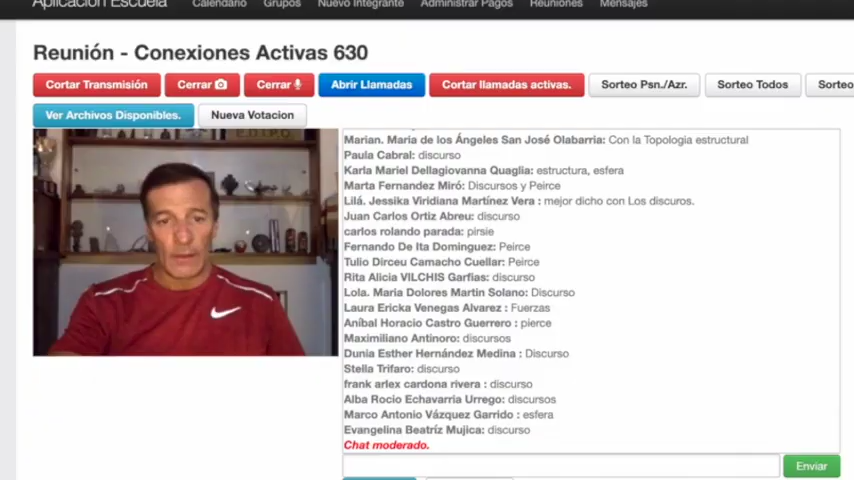 Aplicación Escuela Calendario Grupos Nuevo Integrante Administrar Pagos Reuniones Mensajes
Reunión - Conexiones Activas 630
Cortar Transmisión Cerrar Cerrar Abrir Llamadas Cortar llamadas activas. Sorteo Psn./Azr. Sorteo Todos Sorteo
Ver Archivos Disponibles. Nueva Votacion
EDIPO
Marian. Maria de los Ángeles San José Olabarria: Con la Topologia estructural
Paula Cabral: discurso
Karla Mariel Dellagiovanna Quaglia: estructura, esfera
Marta Fernandez Miró: Discursos y Peirce
Lilá. Jessika Viridiana Martínez Vera : mejor dicho con Los discuros.
Juan Carlos Ortiz Abreu: discurso
carlos rolando parada: pirsie
Fernando De Ita Dominguez: Peirce
Tulio Dirceu Camacho Cuellar: Peirce
Rita Alicia VILCHIS Garfias: discurso
Lola. Maria Dolores Martin Solano: Discurso
Laura Ericka Venegas Alvarez : Fuerzas
Aníbal Horacio Castro Guerrero : pierce
Maximiliano Antinoro: discursos
Dunia Esther Hernández Medina : Discurso
Stella Trifaro: discurso
frank arlex cardona rivera : discurso
Alba Rocio Echavarria Urrego: discursos
Marco Antonio Vázquez Garrido : esfera
Evangelina Beatríz Mujica: discurso
Chat moderado.
Enviar